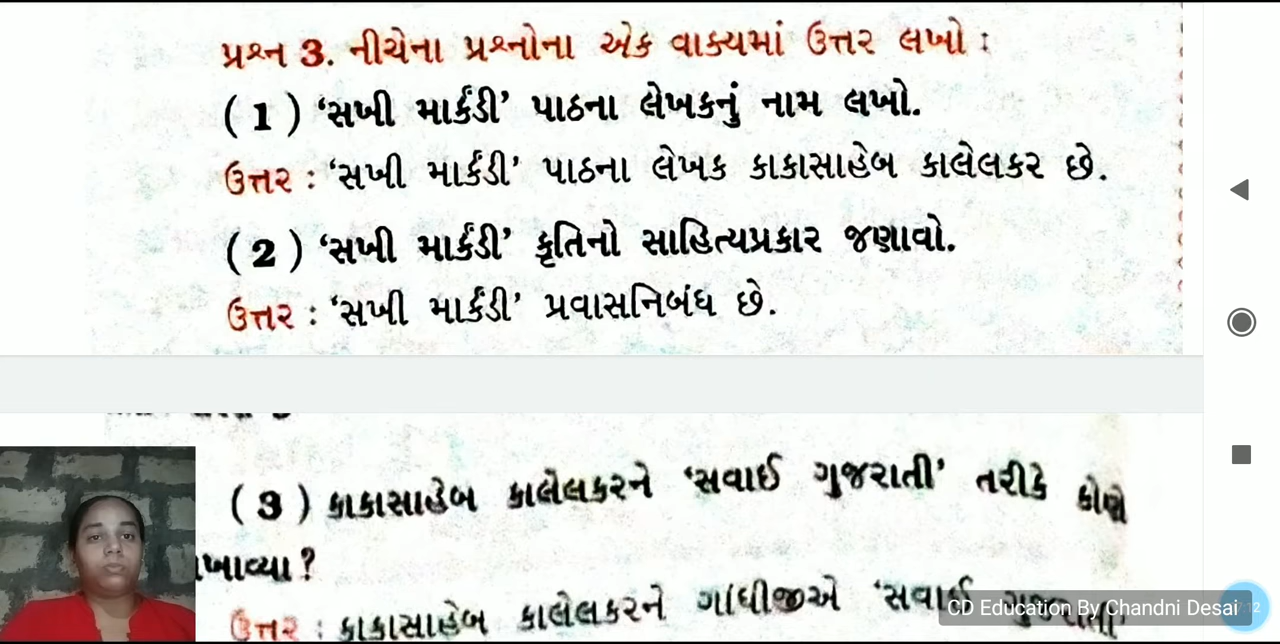 પ્રશ્ન 3. નીચેના પ્રશ્નોના એક વાક્યમાં ઉત્તર લખો :
( 1 ) ‘સખી માર્કંડી’ પાઠના લેખકનું નામ લખો.
ઉત્તર : ‘સખી માર્કંડી’ પાઠના લેખક કાકાસાહેબ કાલેલકર છે.
( 2 ) ‘સખી માર્કંડી’ કૃતિનો સાહિત્યપ્રકાર જણાવો.
ઉત્તર : ‘સખી માર્કંડી’ પ્રવાસનિબંધ છે.
( 3 ) કાકાસાહેબ કાલેલકરને ‘સવાઈ ગુજરાતી’ તરીકે કોણે
ઉત્તર : કાકાસાહેબ કાલેલકરને ગાંધીજીએ ‘સવાઈ ગુજરાતી’
CD Education By Chandni Desai